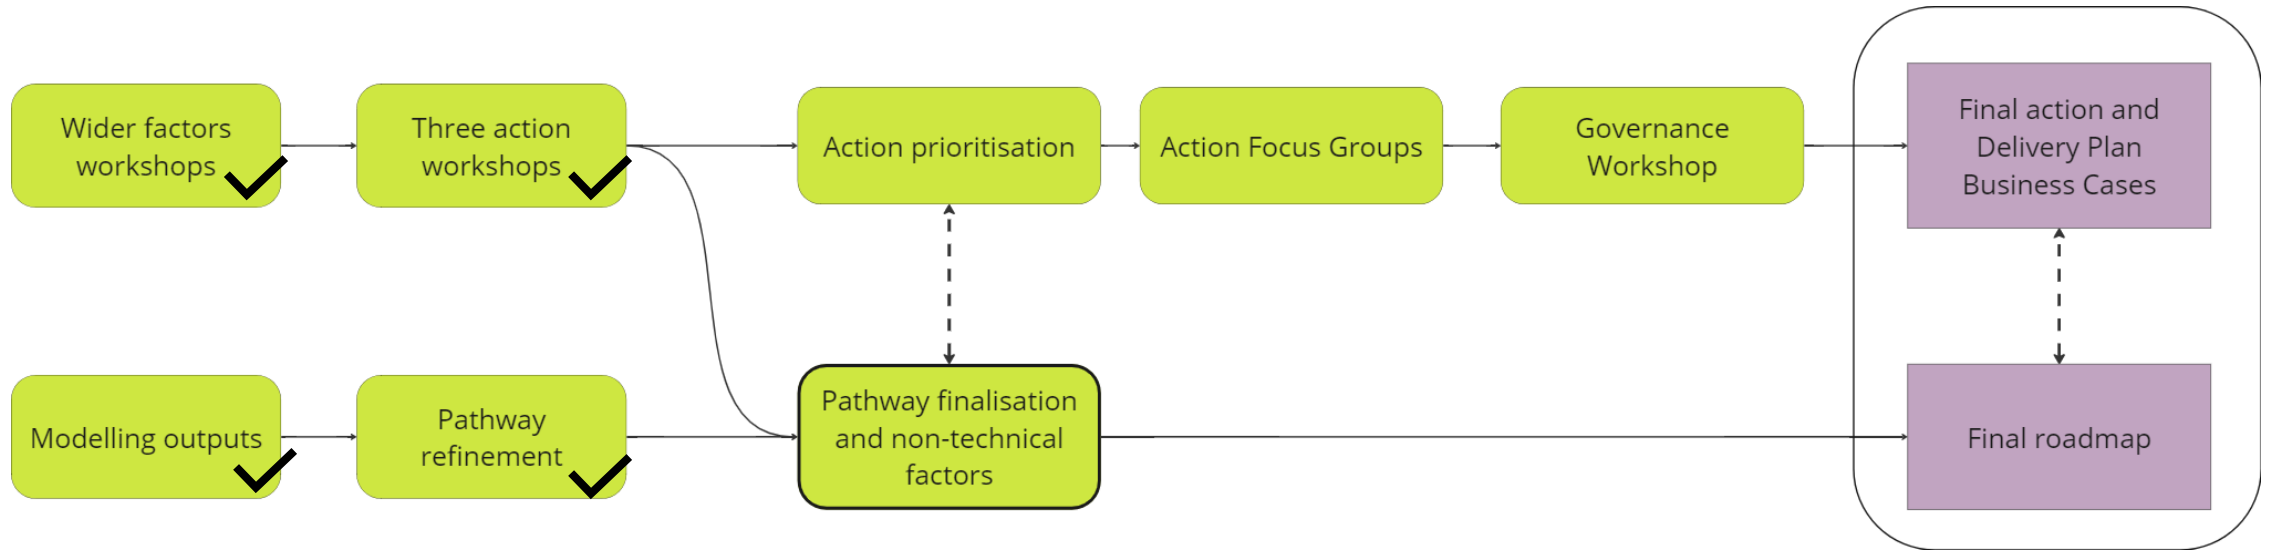 Wider factors
workshops
Three action
workshops
Action prioritisation
Action Focus Groups
Governance
Workshop
Final action and
Delivery Plan
Business Cases
Modelling outputs
Pathway
refinement
Pathway finalisation
and non-technical
factors
Final roadmap